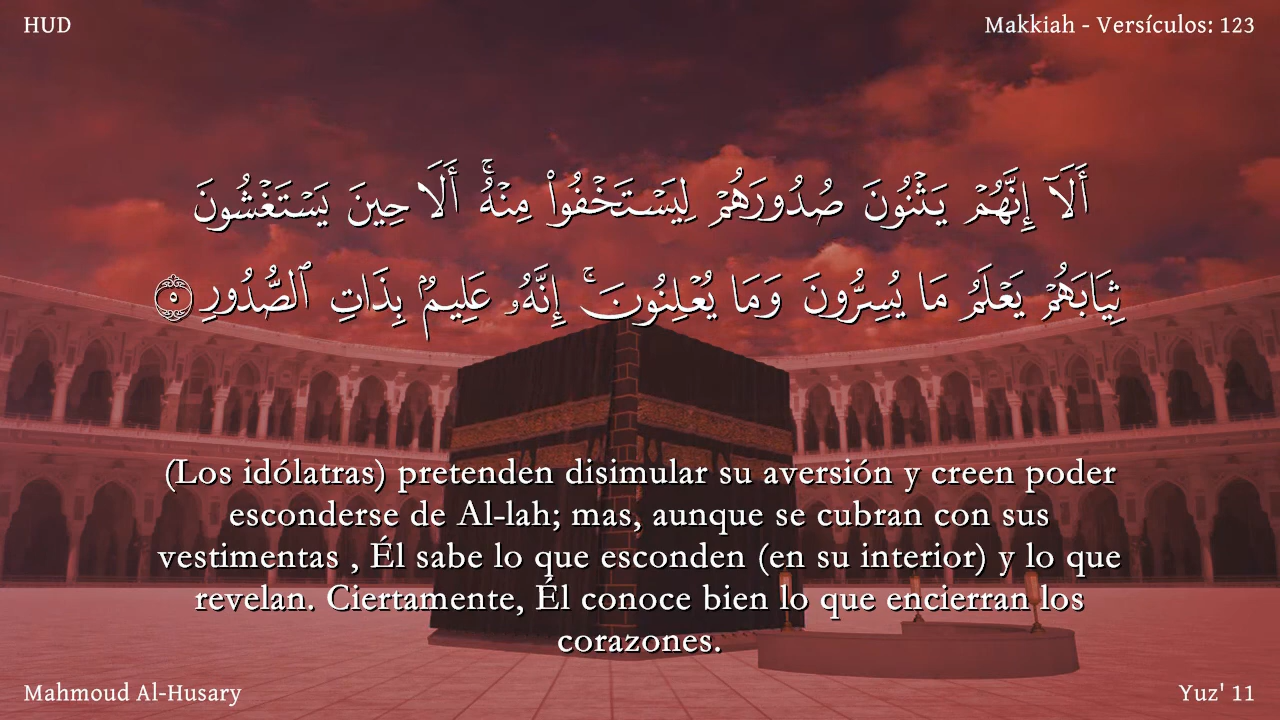 HUD
Makkiah - Versículos: 123
أَلَآ إِنَّهُمْ يَثْنُونَ صُدُورَهُمْ لِيَسْتَخْفُوا۟ مِنْهُ ۚ أَلَا حِينَ يَسْتَغْشُونَ
ثِيَابَهُمْ يَعْلَمُ مَا يُسِرُّونَ وَمَا يُعْلِنُونَ ۚ إِنَّهُۥ عَلِيمٌۢ بِذَاتِ ٱلصُّدُورِ ٥
(Los idólatras) pretenden disimular su aversión y creen poder
esconderse de Al-lah; mas, aunque se cubran con sus
vestimentas , Él sabe lo que esconden (en su interior) y lo que
revelan. Ciertamente, Él conoce bien lo que encierran los
corazones.
Mahmoud Al-Husary
Yuz' 11